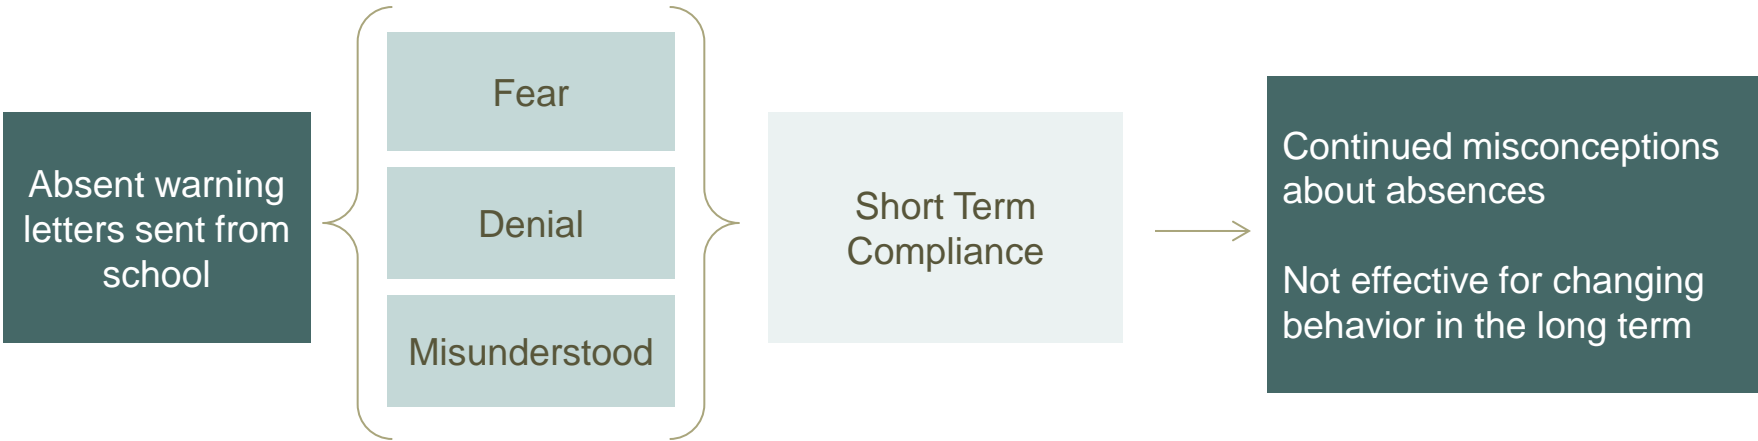 Absent warning
letters sent from
school
Fear
Denial
Misunderstood
Short Term
Compliance
Continued misconceptions
about absences
Not effective for changing
behavior in the long term